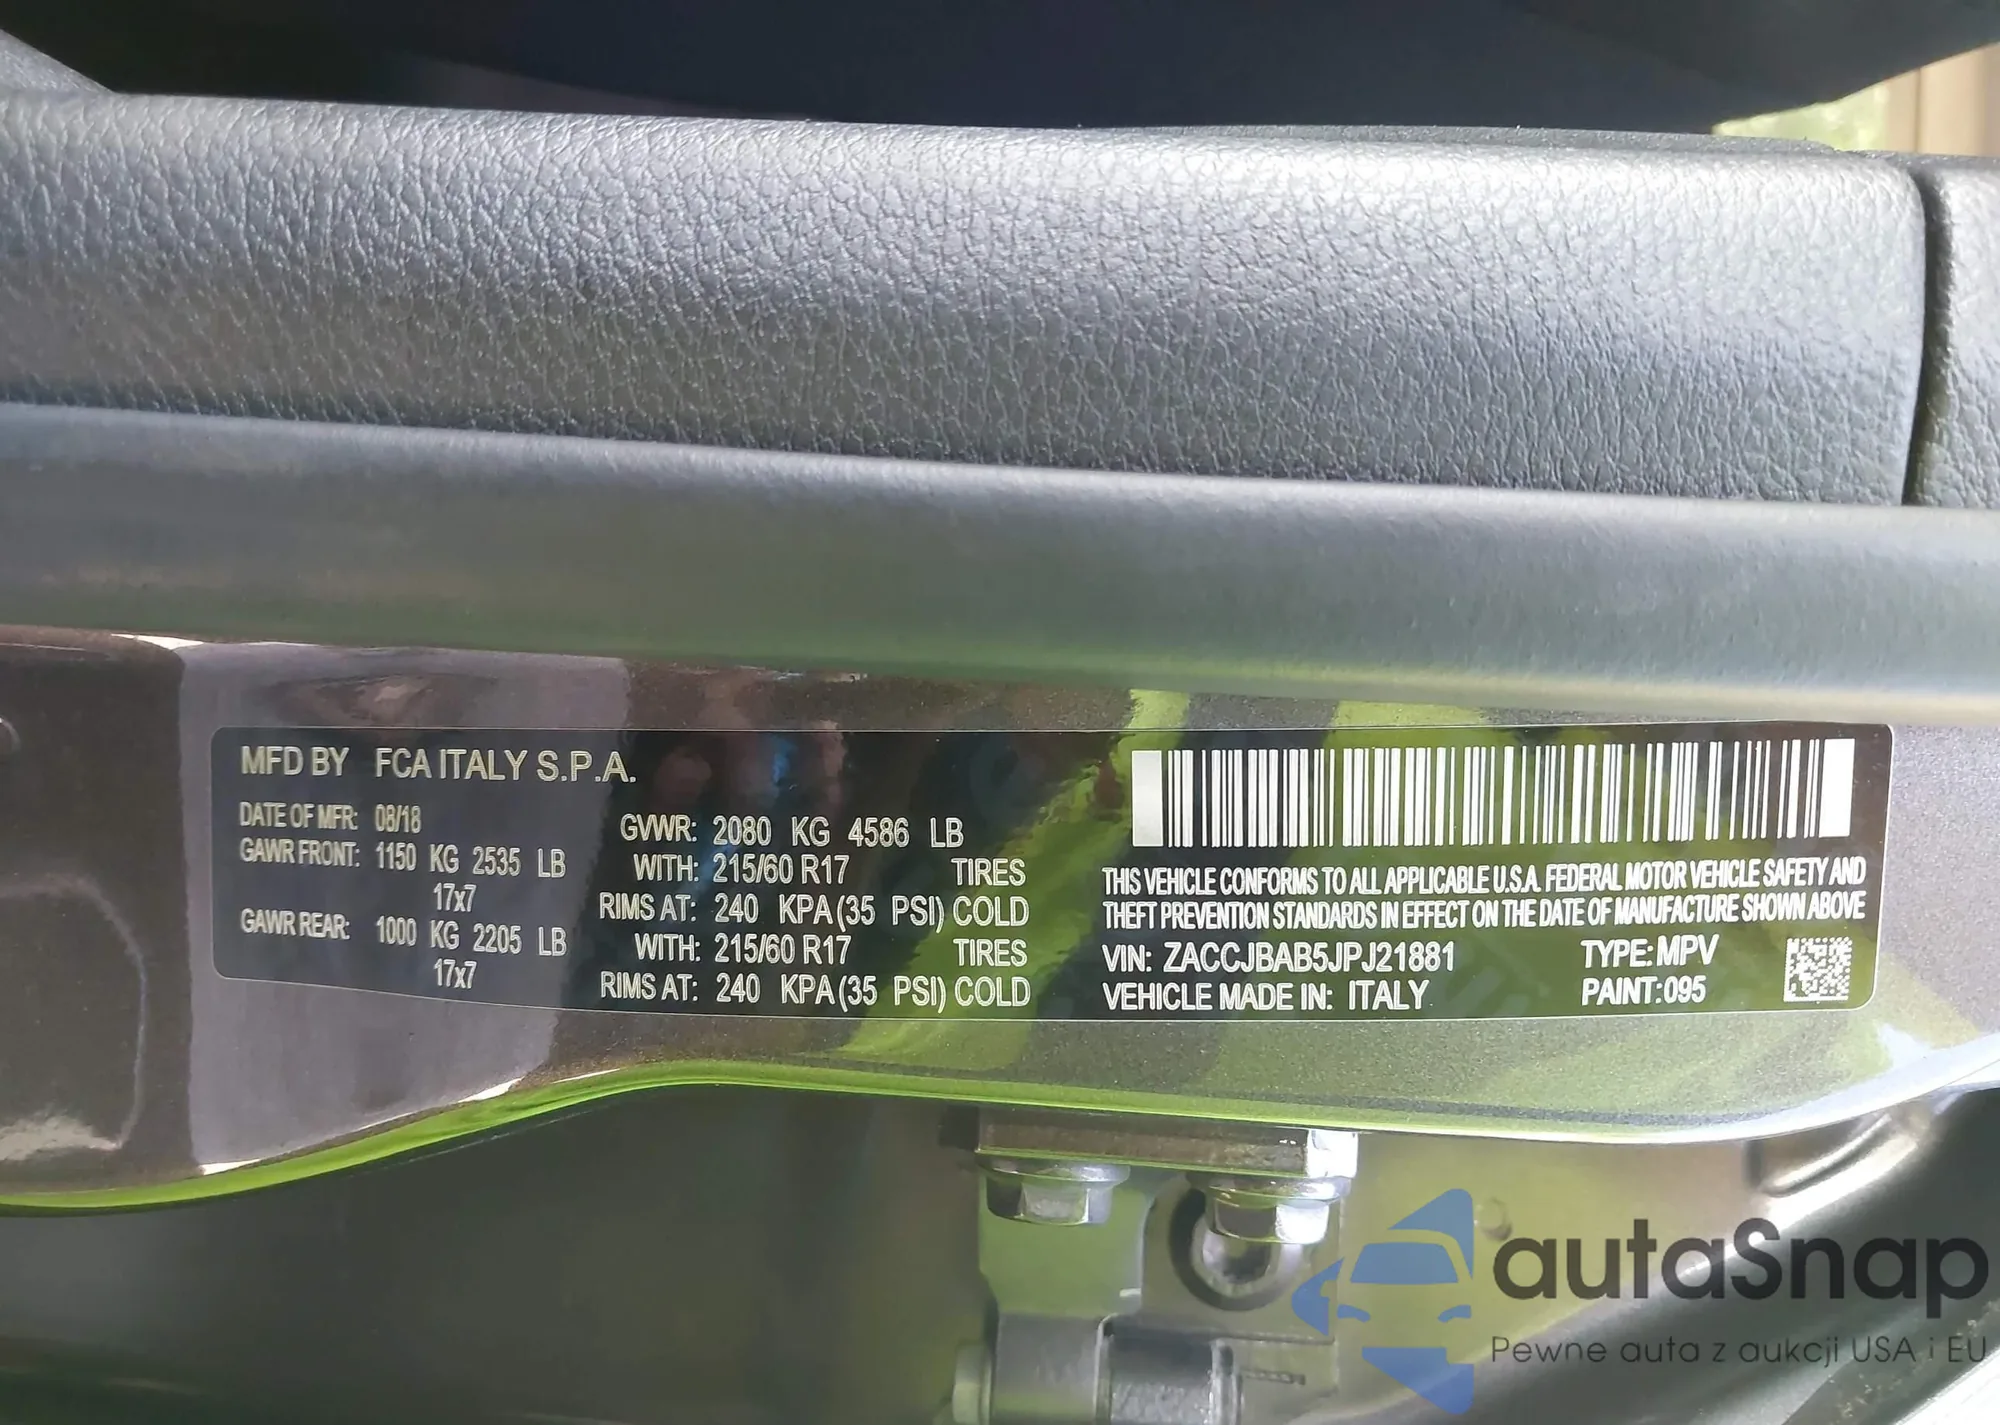 MFD BY FCA ITALY S.P.A.
DATE OF MFR: 08/18
GAWR FRONT: 1150 KG 2535 LB
17x7
GAWR REAR: 1000 KG 2205 LB
17x7
GVWR: 2080 KG 4586 LB
WITH: 215/60 R17 TIRES
RIMS AT: 240 KPA(35 PSI) COLD
WITH: 215/60 R17 TIRES
RIMS AT: 240 KPA(35 PSI) COLD
THIS VEHICLE CONFORMS TO ALL APPLICABLE U.S.A. FEDERAL MOTOR VEHICLE SAFETY AND
THEFT PREVENTION STANDARDS IN EFFECT ON THE DATE OF MANUFACTURE SHOWN ABOVE
VIN: ZACCJBAB5JPJ21881 TYPE: MPV
VEHICLE MADE IN: ITALY PAINT: 095
autaSnap
Pewne auta z aukcji USA i EU